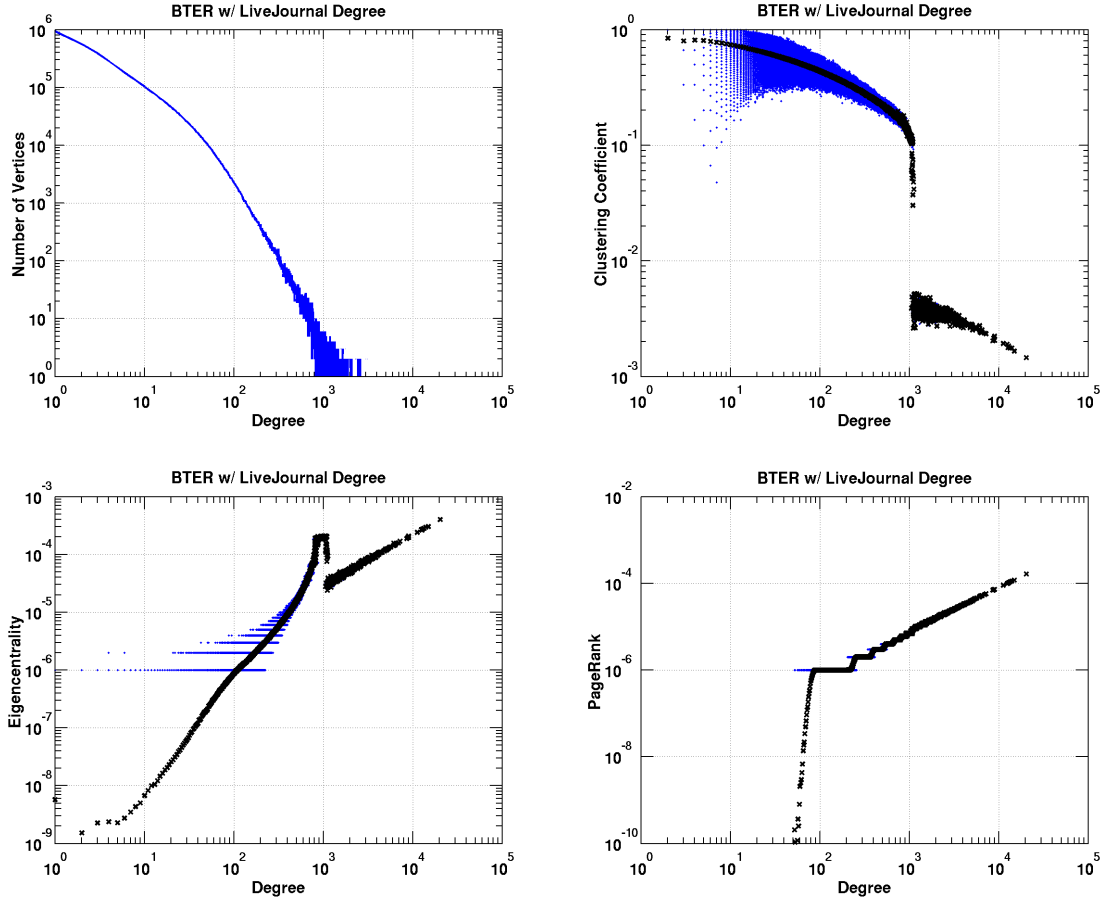 BTER w/ LiveJournal Degree
Number of Vertices
10^6
10^5
10^4
10^3
10^2
10^1
10^0
10^0 10^1 10^2 10^3 10^4 10^5
Degree
BTER w/ LiveJournal Degree
Clustering Coefficient
10^0
10^-1
10^-2
10^-3
10^0 10^1 10^2 10^3 10^4 10^5
Degree
BTER w/ LiveJournal Degree
Eigencentrality
10^-3
10^-4
10^-5
10^-6
10^-7
10^-8
10^-9
10^0 10^1 10^2 10^3 10^4 10^5
Degree
BTER w/ LiveJournal Degree
PageRank
10^-2
10^-4
10^-6
10^-8
10^-10
10^0 10^1 10^2 10^3 10^4 10^5
Degree